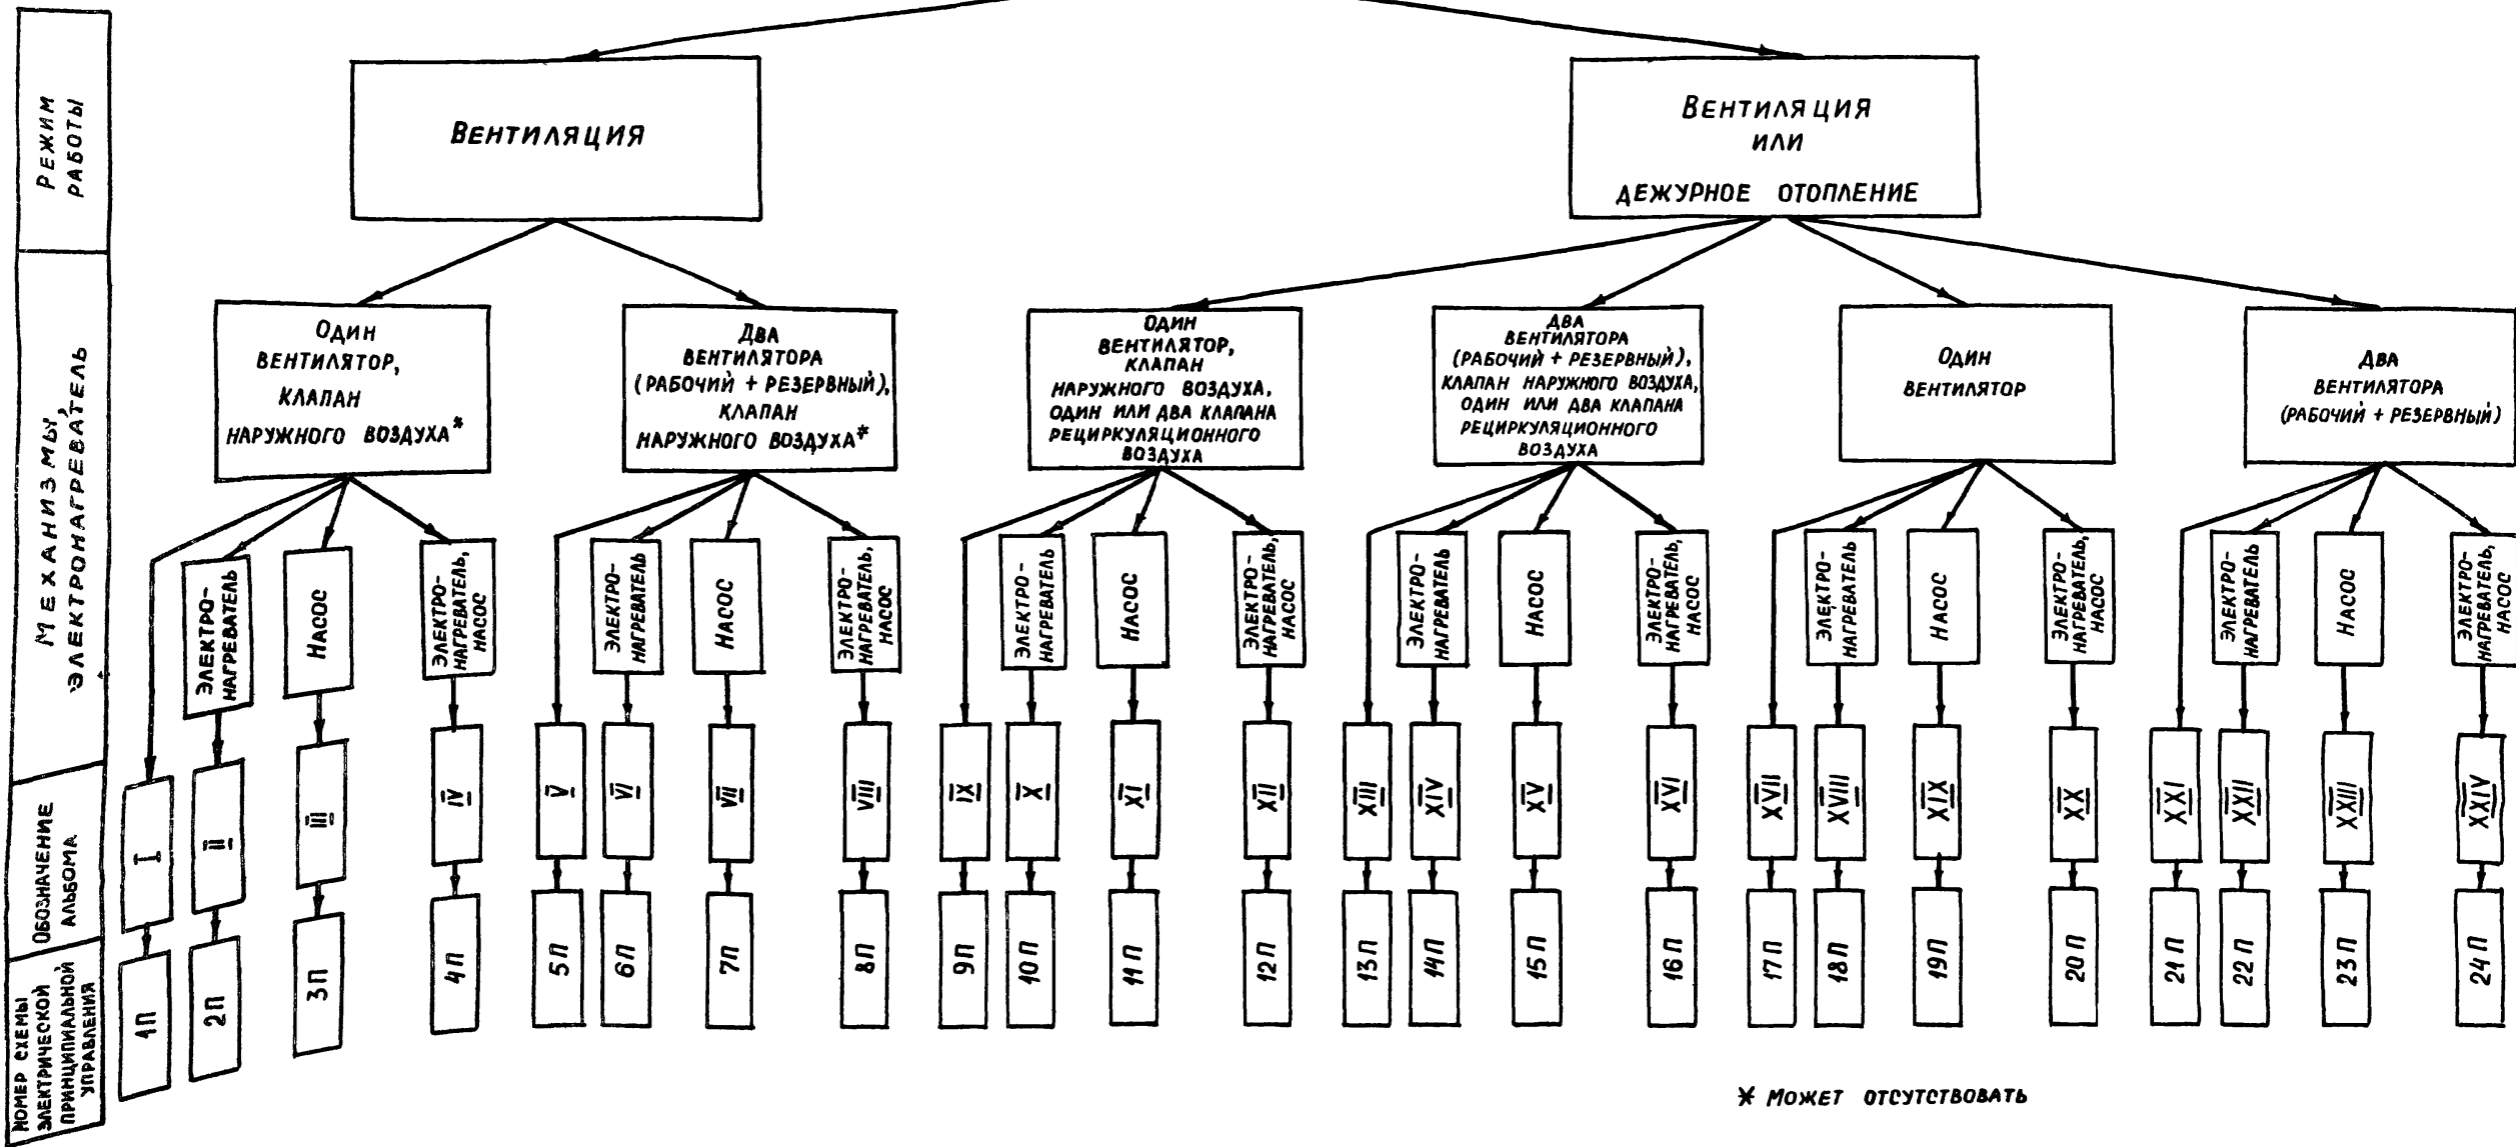 РЕЖИМ
РАБОТЫ
ВЕНТИЛЯЦИЯ
ВЕНТИЛЯЦИЯ
ИЛИ
ДЕЖУРНОЕ ОТОПЛЕНИЕ
МЕХАНИЗМЫ,
ЭЛЕКТРОНАГРЕВАТЕЛЬ
ОДИН
ВЕНТИЛЯТОР,
КЛАПАН
НАРУЖНОГО ВОЗДУХА*
ДВА
ВЕНТИЛЯТОРА
(РАБОЧИЙ + РЕЗЕРВНЫЙ),
КЛАПАН
НАРУЖНОГО ВОЗДУХА*
ОДИН
ВЕНТИЛЯТОР,
КЛАПАН
НАРУЖНОГО ВОЗДУХА,
ОДИН ИЛИ ДВА КЛАПАНА
РЕЦИРКУЛЯЦИОННОГО
ВОЗДУХА
ДВА
ВЕНТИЛЯТОРА
(РАБОЧИЙ + РЕЗЕРВНЫЙ),
КЛАПАН НАРУЖНОГО ВОЗДУХА,
ОДИН ИЛИ ДВА КЛАПАНА
РЕЦИРКУЛЯЦИОННОГО
ВОЗДУХА
ОДИН
ВЕНТИЛЯТОР
ДВА
ВЕНТИЛЯТОРА
(РАБОЧИЙ + РЕЗЕРВНЫЙ)
ЭЛЕКТРО-
НАГРЕВАТЕЛЬ
НАСОС
ЭЛЕКТРО-
НАГРЕВАТЕЛЬ,
НАСОС
ЭЛЕКТРО-
НАГРЕВАТЕЛЬ
НАСОС
ЭЛЕКТРО-
НАГРЕВАТЕЛЬ,
НАСОС
ЭЛЕКТРО-
НАГРЕВАТЕЛЬ
НАСОС
ЭЛЕКТРО-
НАГРЕВАТЕЛЬ,
НАСОС
ЭЛЕКТРО-
НАГРЕВАТЕЛЬ
НАСОС
ЭЛЕКТРО-
НАГРЕВАТЕЛЬ,
НАСОС
ЭЛЕКТРО-
НАГРЕВАТЕЛЬ
НАСОС
ЭЛЕКТРО-
НАГРЕВАТЕЛЬ,
НАСОС
ЭЛЕКТРО-
НАГРЕВАТЕЛЬ
НАСОС
ЭЛЕКТРО-
НАГРЕВАТЕЛЬ,
НАСОС
ОБОЗНАЧЕНИЕ
АЛЬБОМА
I
II
III
IV
V
VI
VII
VIII
IX
X
XI
XII
XIII
XIV
XV
XVI
XVII
XVIII
XIX
XX
XXI
XXII
XXIII
XXIV
НОМЕР СХЕМЫ
ЭЛЕКТРИЧЕСКОЙ
ПРИНЦИПИАЛЬНОЙ
УПРАВЛЕНИЯ
1П
2П
3П
4П
5П
6П
7П
8П
9П
10П
11П
12П
13П
14П
15П
16П
17П
18П
19П
20П
21П
22П
23П
24П
* МОЖЕТ ОТСУТСТВОВАТЬ